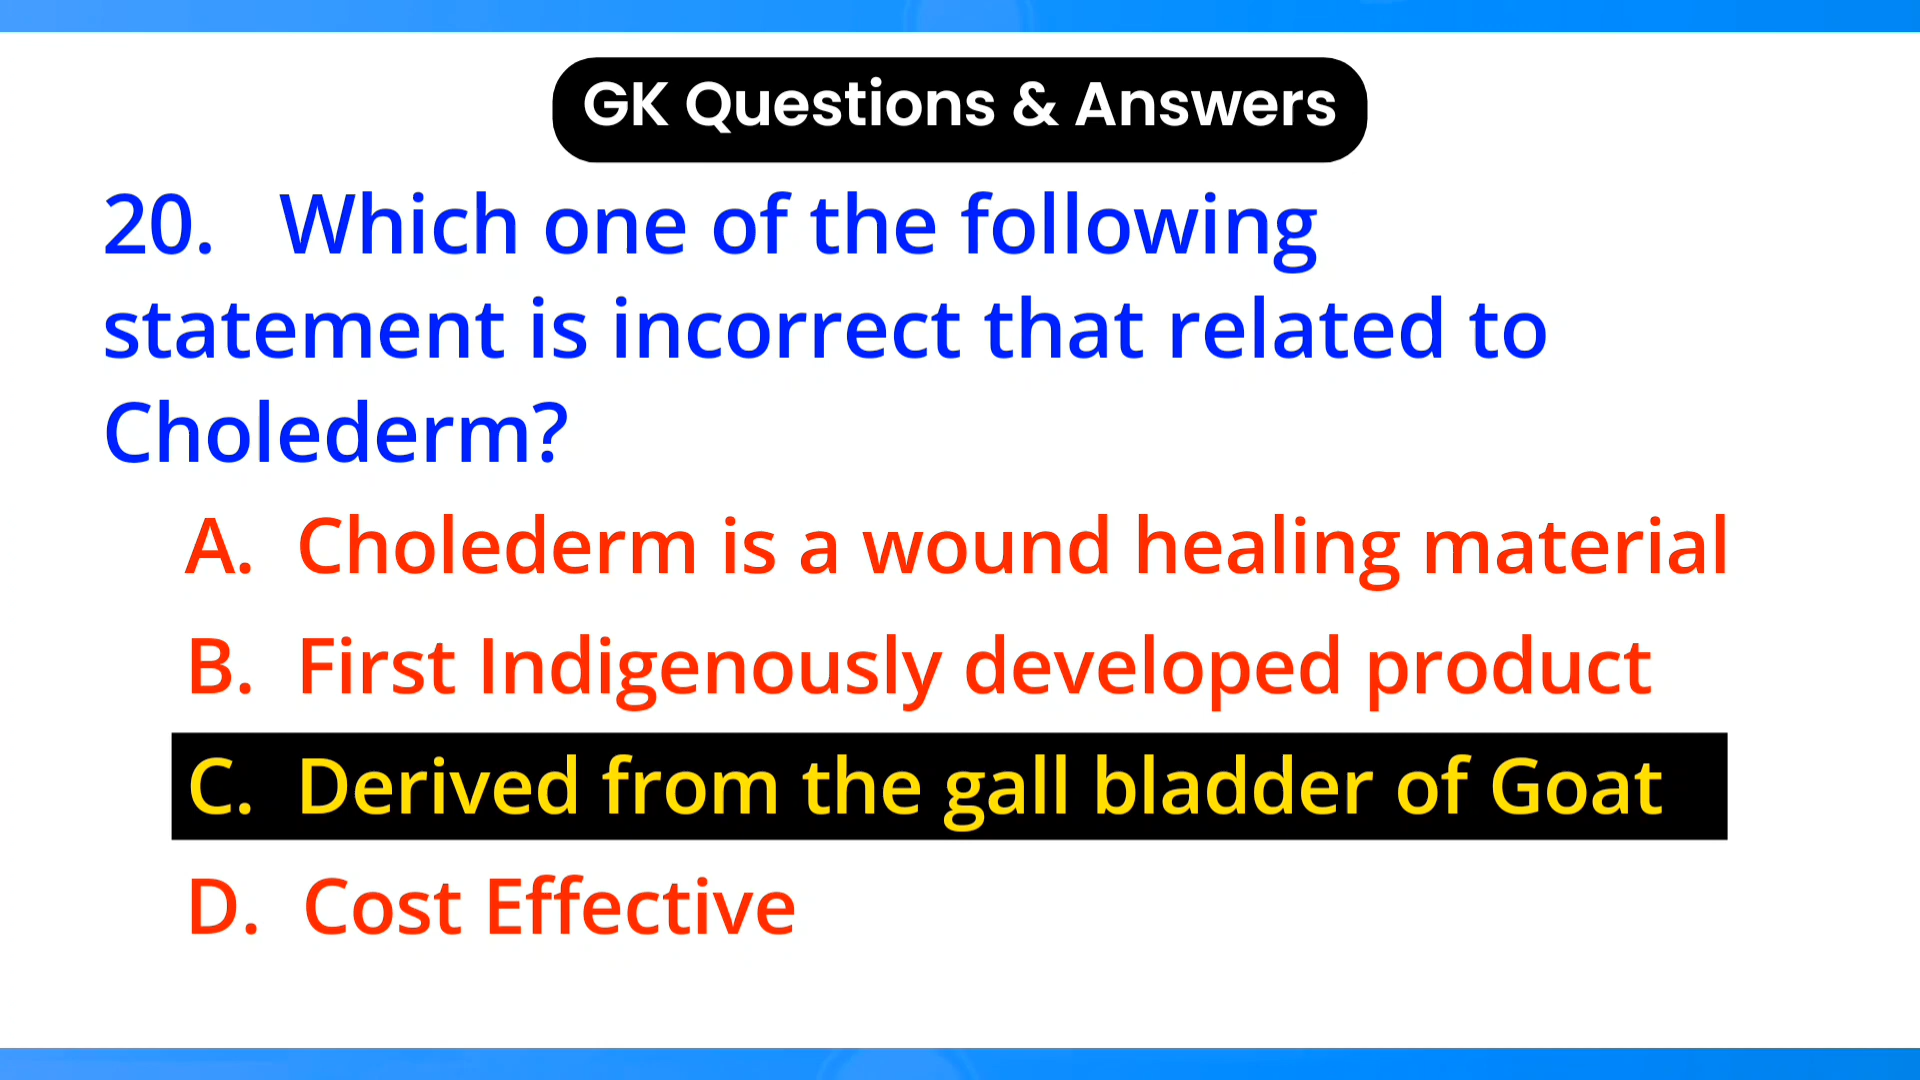 GK Questions & Answers
20. Which one of the following
statement is incorrect that related to
Cholederm?
A. Cholederm is a wound healing material
B. First Indigenously developed product
C. Derived from the gall bladder of Goat
D. Cost Effective